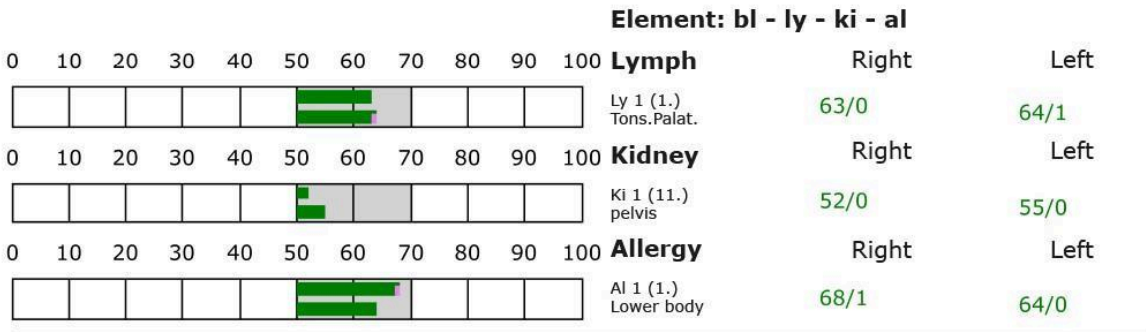 Element: bl - ly - ki - al
0 10 20 30 40 50 60 70 80 90 100 Lymph Right Left
Ly 1 (1.)
Tons.Palat.
63/0 64/1
0 10 20 30 40 50 60 70 80 90 100 Kidney Right Left
Ki 1 (11.)
pelvis
52/0 55/0
0 10 20 30 40 50 60 70 80 90 100 Allergy Right Left
Al 1 (1.)
Lower body
68/1 64/0